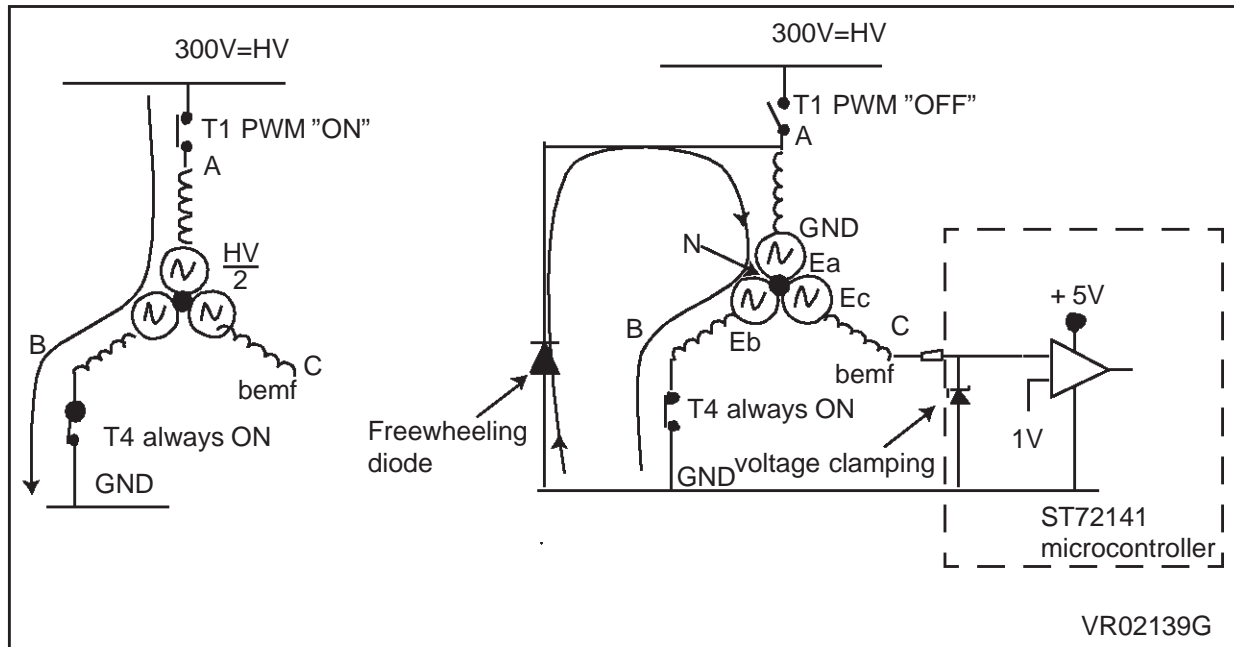 300V=HV
T1 PWM ”ON”
A
HV
2
B
C
bemf
T4 always ON
GND
300V=HV
T1 PWM ”OFF”
A
GND
N
Ea
Ec
B
Eb
C
bemf
+ 5V
1V
T4 always ON
Freewheeling
diode
voltage clamping
GND
ST72141
microcontroller
VR02139G